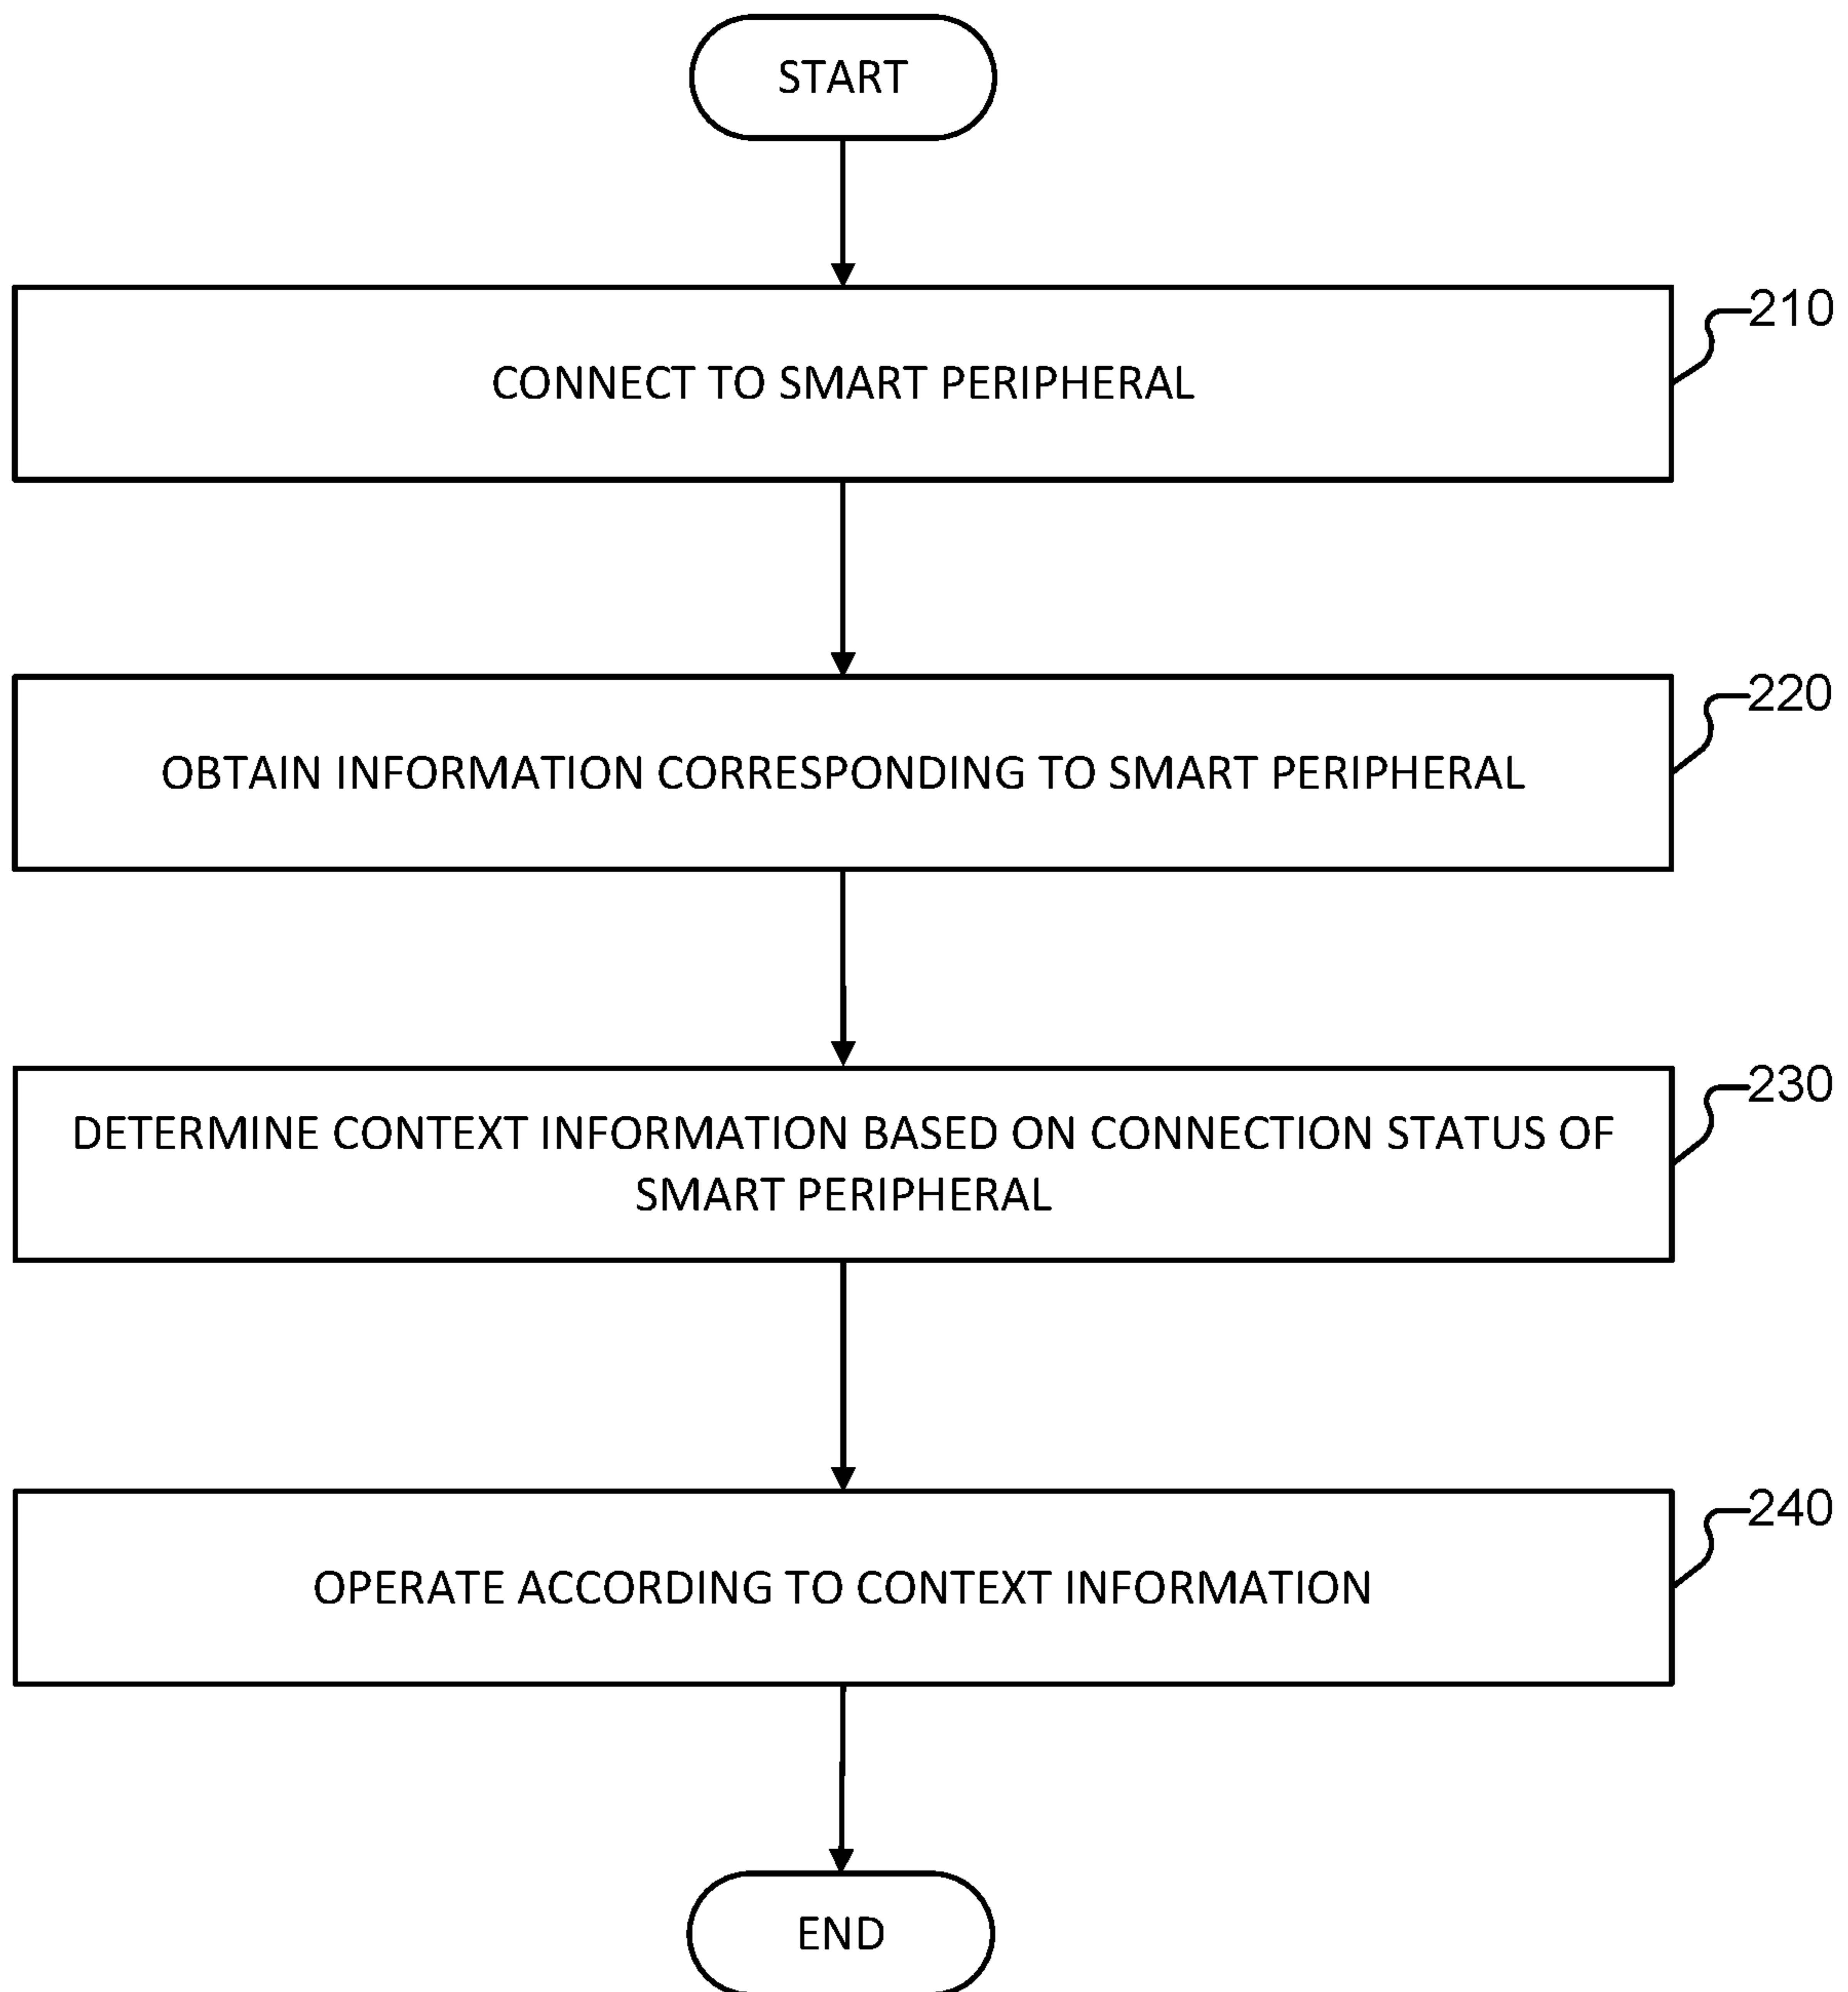 START
210
CONNECT TO SMART PERIPHERAL
220
OBTAIN INFORMATION CORRESPONDING TO SMART PERIPHERAL
230
DETERMINE CONTEXT INFORMATION BASED ON CONNECTION STATUS OF
SMART PERIPHERAL
240
OPERATE ACCORDING TO CONTEXT INFORMATION
END